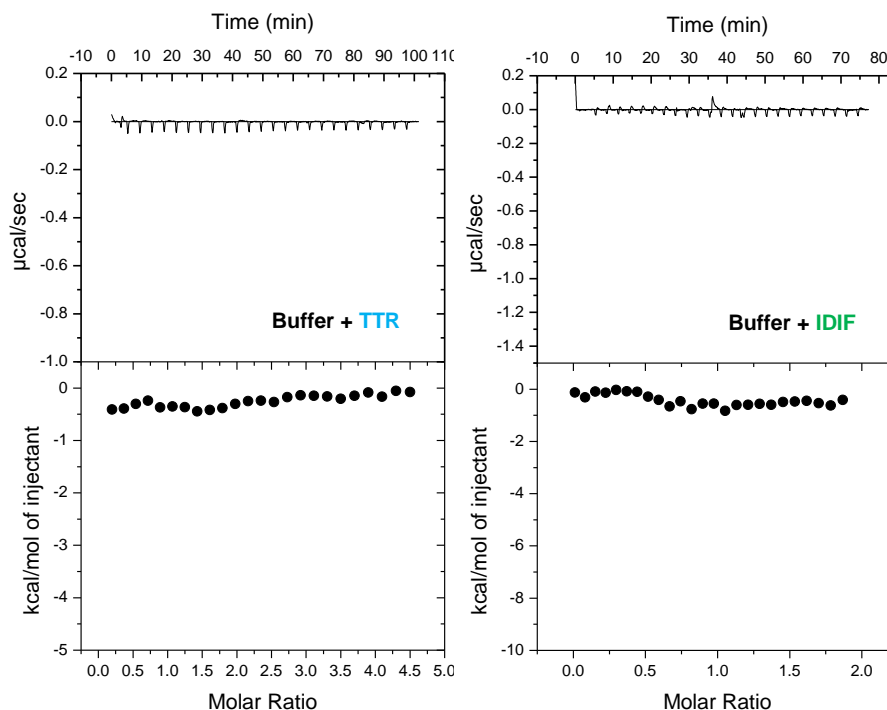 Time (min)
-10 0 10 20 30 40 50 60 70 80 90 100 110
0.2
0.0
-0.2
-0.4
-0.6
-0.8
-1.0
µcal/sec
Buffer + TTR
0
-1
-2
-3
-4
-5
kcal/mol of injectant
0.0 0.5 1.0 1.5 2.0 2.5 3.0 3.5 4.0 4.5 5.0
Molar Ratio
Time (min)
-10 0 10 20 30 40 50 60 70 80
0.2
0.0
-0.2
-0.4
-0.6
-0.8
-1.0
-1.2
-1.4
µcal/sec
Buffer + IDIF
0
-2
-4
-6
-8
-10
kcal/mol of injectant
0.0 0.5 1.0 1.5 2.0
Molar Ratio